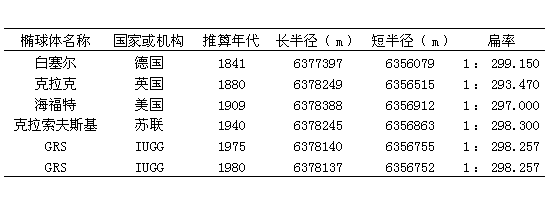 椭球体名称 国家或机构 推算年代 长半径（m） 短半径（m） 扁率
白塞尔 德国 1841 6377397 6356079 1：299.150
克拉克 英国 1880 6378249 6356515 1：293.470
海福特 美国 1909 6378388 6356912 1：297.000
克拉索夫斯基 苏联 1940 6378245 6356863 1：298.300
GRS IUGG 1975 6378140 6356755 1：298.257
GRS IUGG 1980 6378137 6356752 1：298.257